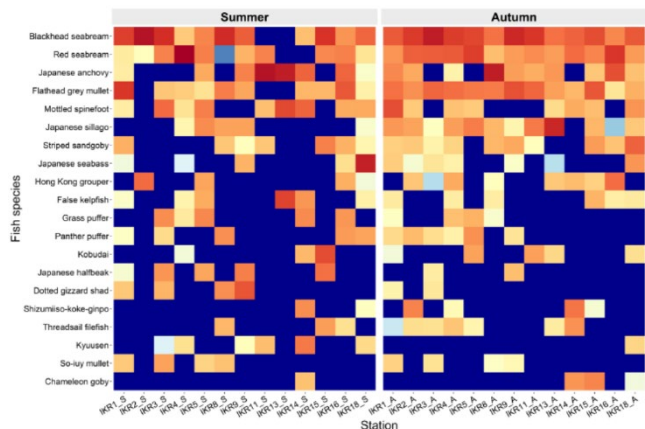 Summer
Autumn
Fish species
Blackhead seabream
Red seabream
Japanese anchovy
Flathead grey mullet
Mottled spinefoot
Japanese sillago
Striped sandgoby
Japanese seabass
Hong Kong grouper
False kelpfish
Grass puffer
Panther puffer
Kobudai
Japanese halfbeak
Dotted gizzard shad
Shizumiiso-koke-ginpo
Threadsail filefish
Kyuusen
So-iuy mullet
Chameleon goby
IKR1_S
IKR2_S
IKR3_S
IKR4_S
IKR5_S
IKR8_S
IKR9_S
IKR11_S
IKR13_S
IKR14_S
IKR15_S
IKR16_S
IKR18_S
IKR1_A
IKR2_A
IKR3_A
IKR4_A
IKR5_A
IKR8_A
IKR9_A
IKR11_A
IKR13_A
IKR14_A
IKR15_A
IKR16_A
IKR18_A
Station